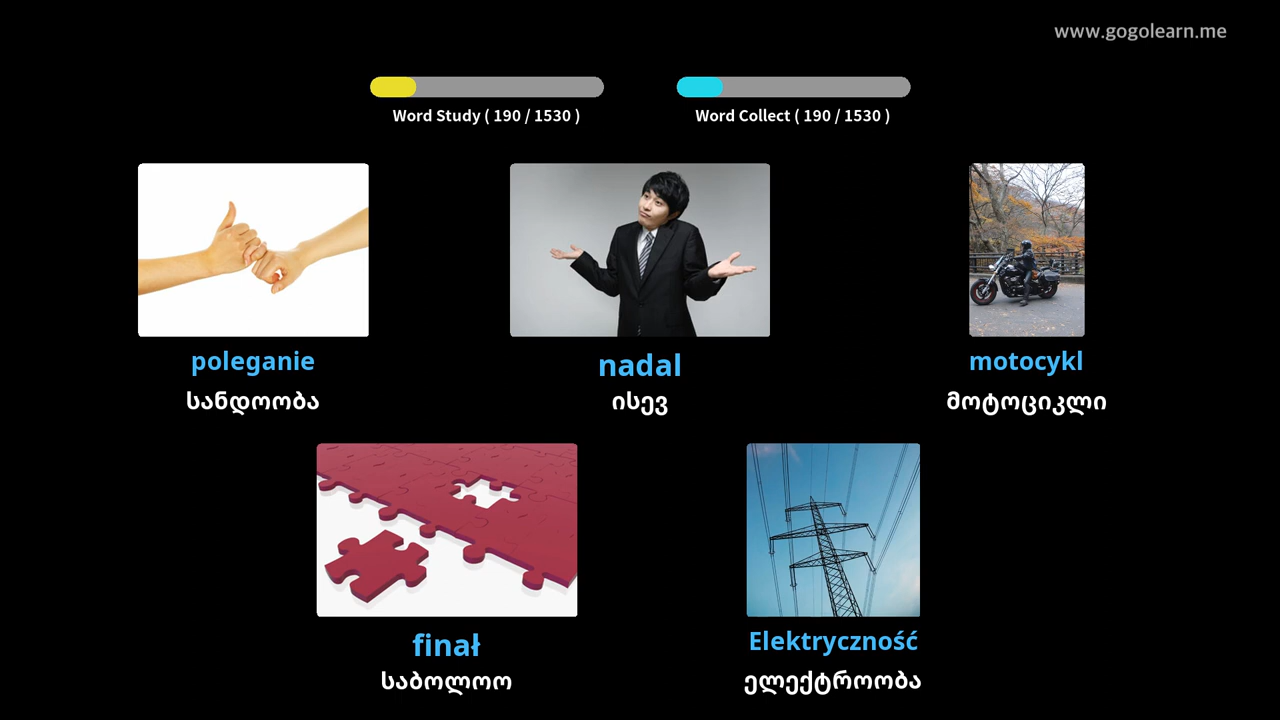 www.gogolearn.me
Word Study ( 190 / 1530 )
Word Collect ( 190 / 1530 )
poleganie
სანდოობა
nadal
ისევ
motocykl
მოტოციკლი
finał
საბოლოო
Elektryczność
ელექტროობა